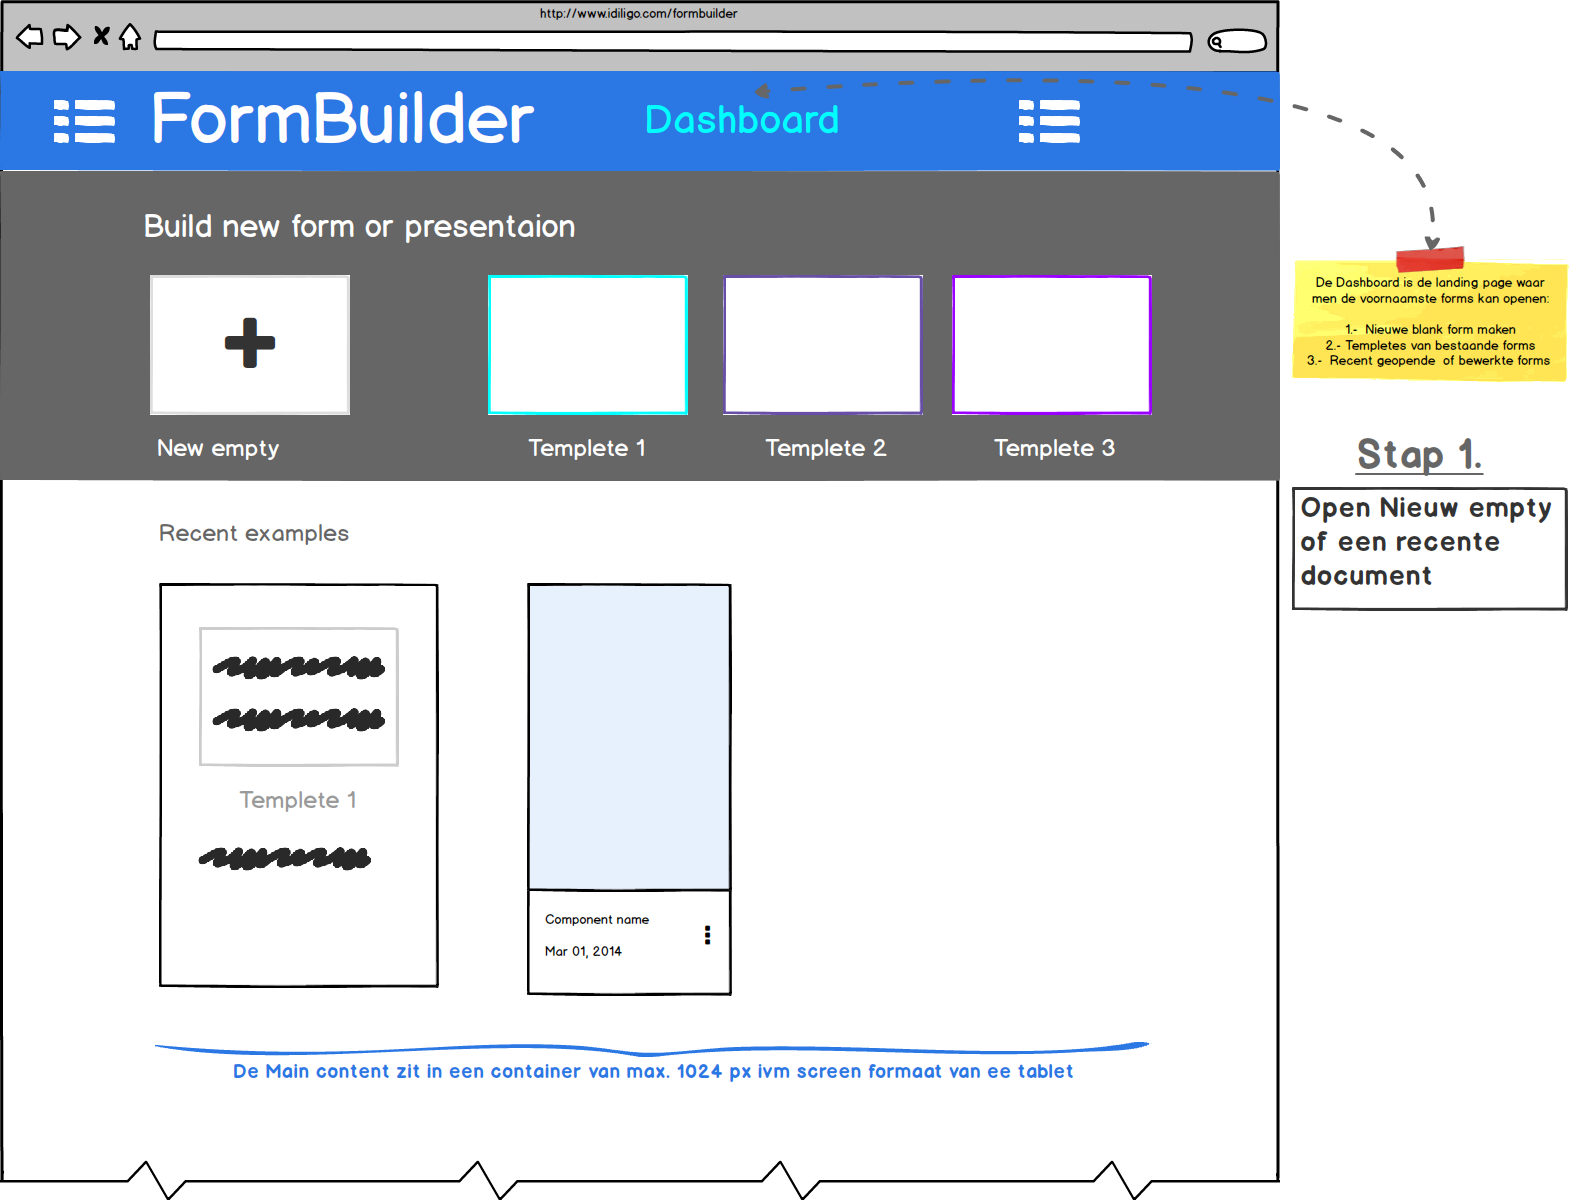 http://www.idiligo.com/formbuilder
FormBuilder
Dashboard
Build new form or presentaion
New empty
Templete 1
Templete 2
Templete 3
De Dashboard is de landing page waar
men de voornaamste forms kan openen:
1.- Nieuwe blank form maken
2.- Templetes van bestaande forms
3.- Recent geopende of bewerkte forms
Stap 1.
Open Nieuw empty
of een recente
document
Recent examples
Templete 1
Component name
Mar 01, 2014
De Main content zit in een container van max. 1024 px ivm screen formaat van ee tablet